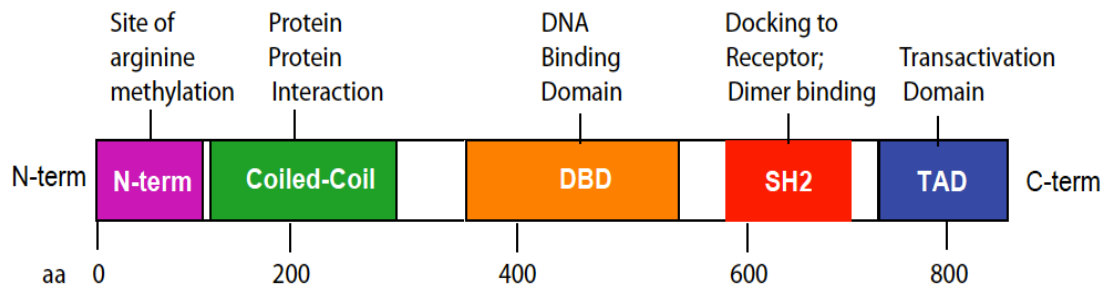 Site of
arginine
methylation
Protein
Protein
Interaction
DNA
Binding
Domain
Docking to
Receptor;
Dimer binding
Transactivation
Domain
N-term
N-term
Coiled-Coil
DBD
SH2
TAD
C-term
aa
0
200
400
600
800